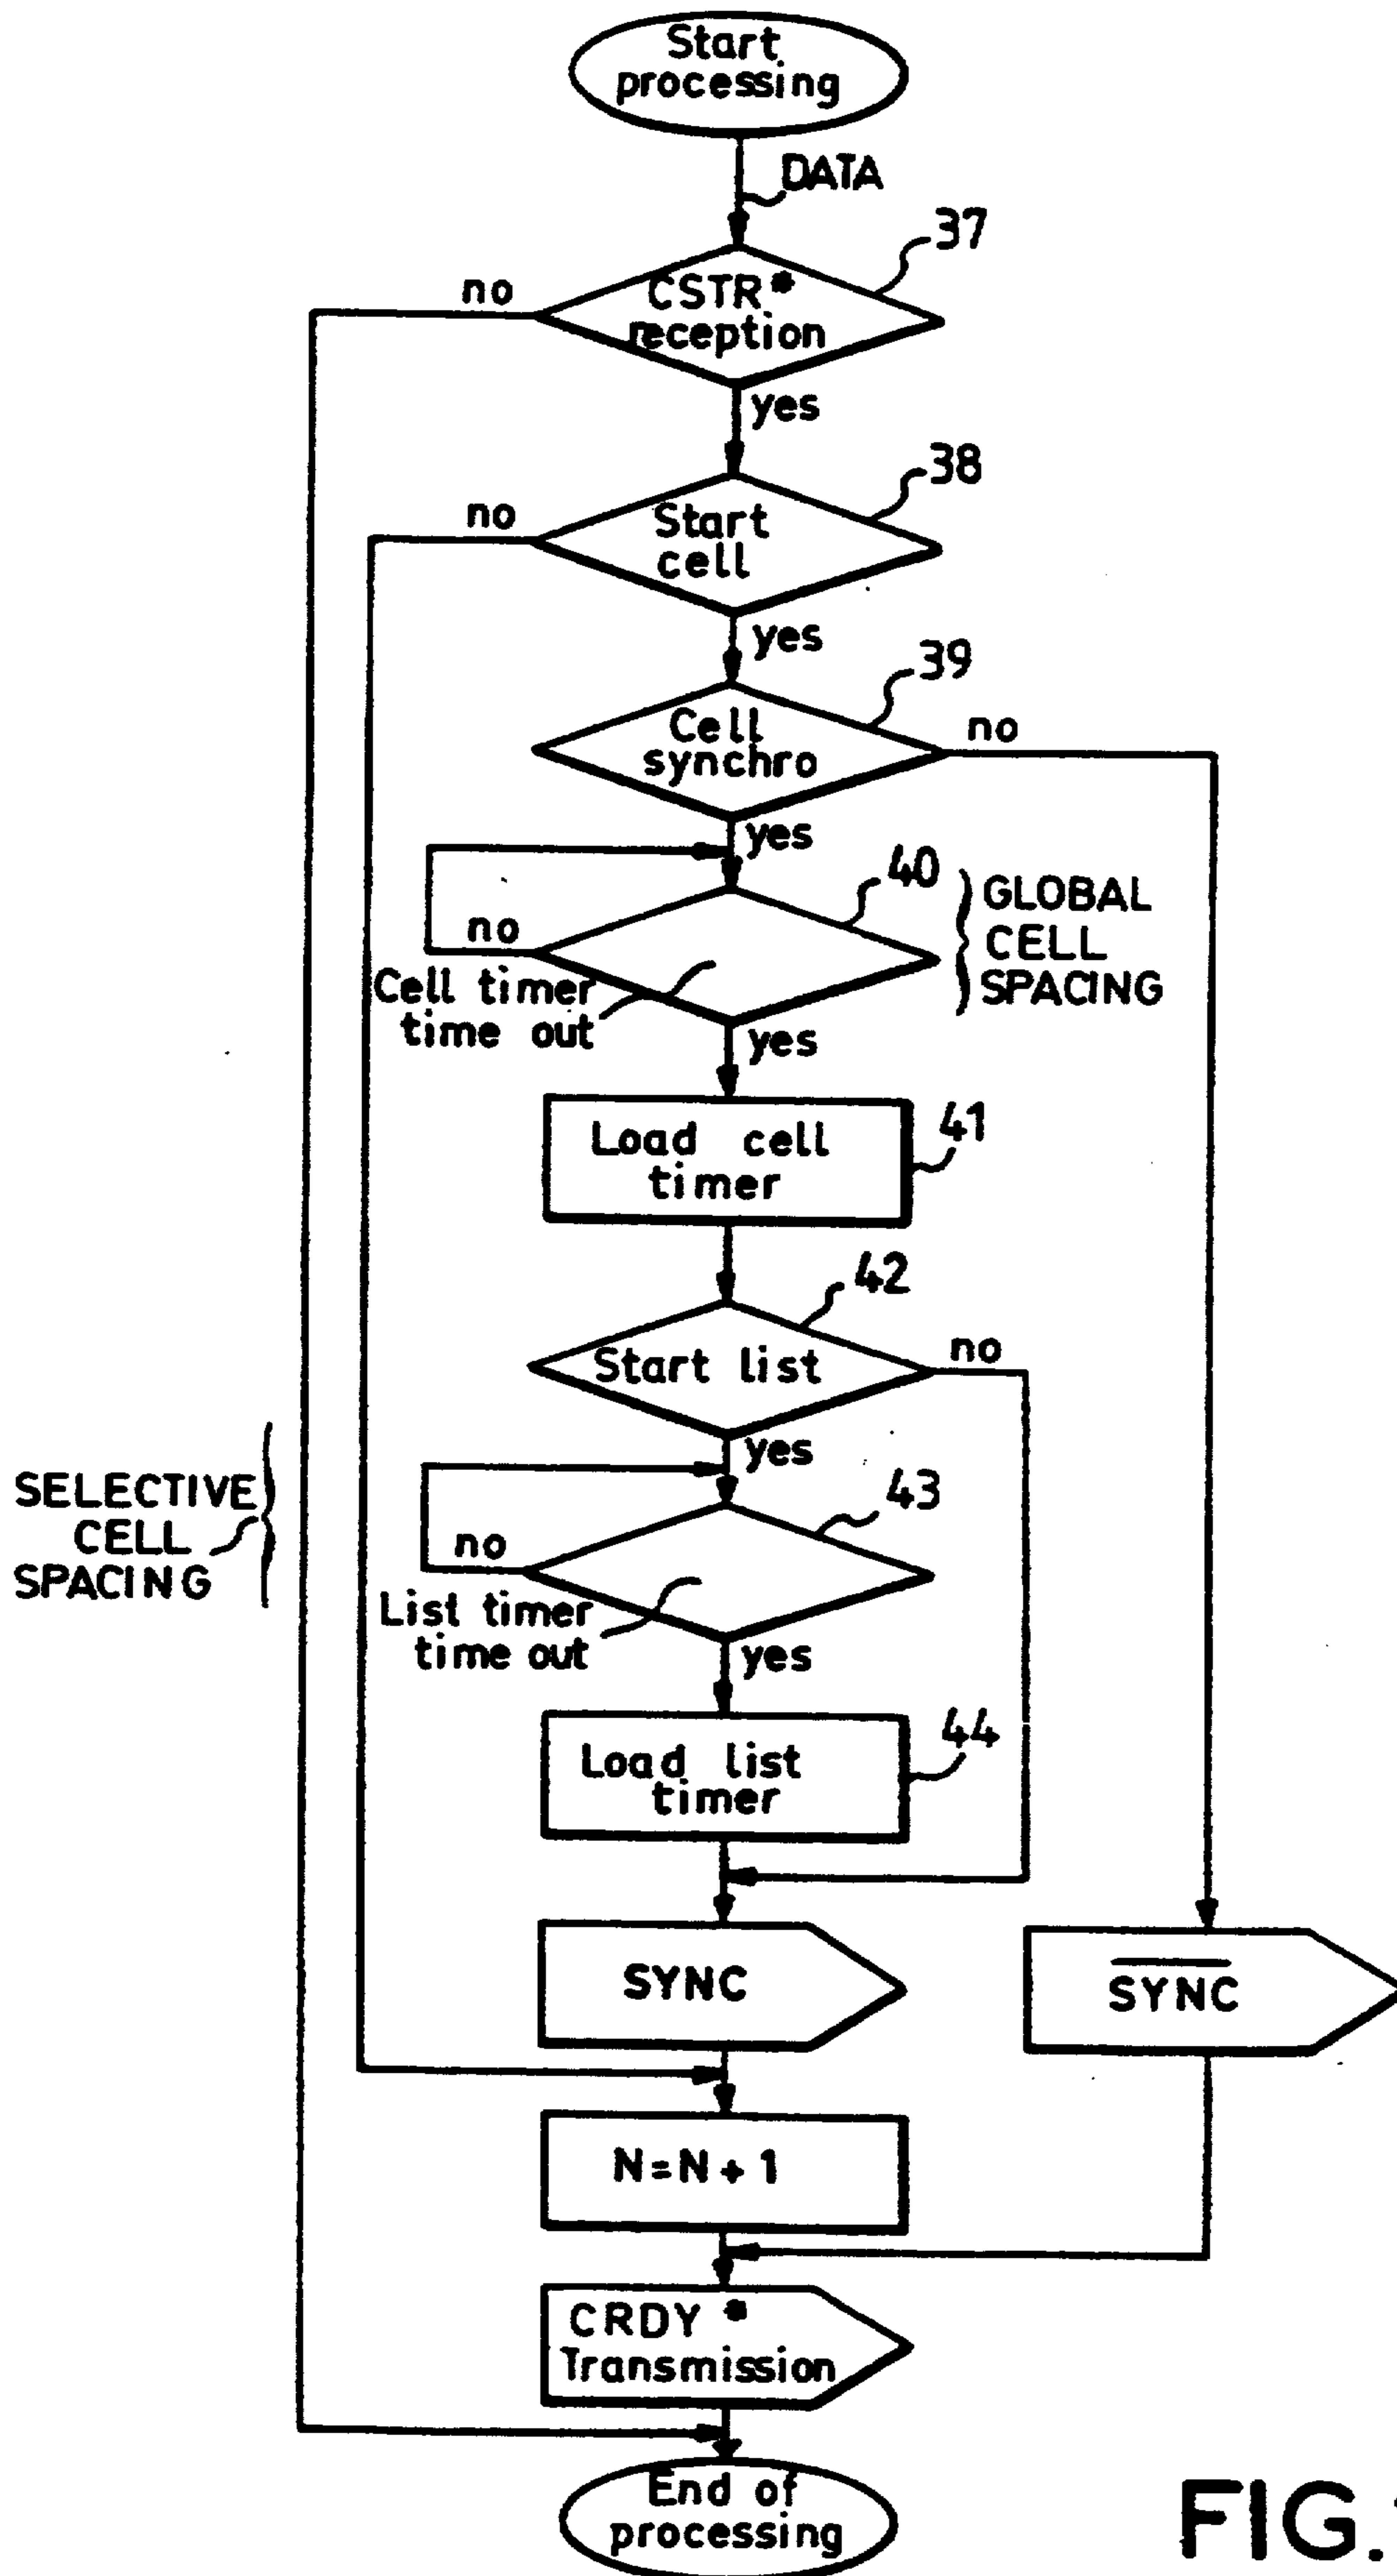 Start
processing
DATA
37
no
CSTR*
reception
yes
38
no
Start
cell
yes
39
Cell
synchro
no
yes
40
GLOBAL
CELL
SPACING
no
Cell timer
time out
yes
Load cell
timer
41
42
Start list
no
yes
SELECTIVE
CELL
SPACING
43
no
List timer
time out
yes
Load list
timer
44
SYNC
S̅Y̅N̅C̅
N=N+1
CRDY *
Transmission
End of
processing
FIG.